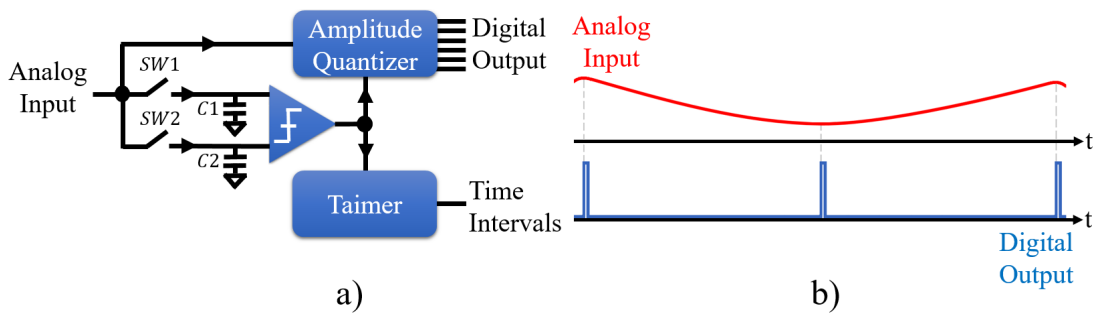 Analog
Input
SW1
SW2
C1
C2
Amplitude
Quantizer
Digital
Output
Taimer
Time
Intervals
a)
Analog
Input
t
t
Digital
Output
b)